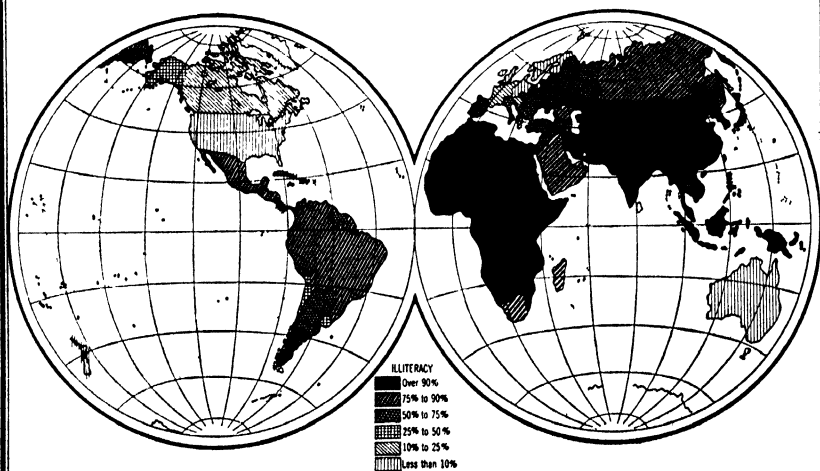 ILLITERACY
Over 90%
75% to 90%
50% to 75%
25% to 50%
10% to 25%
Less than 10%